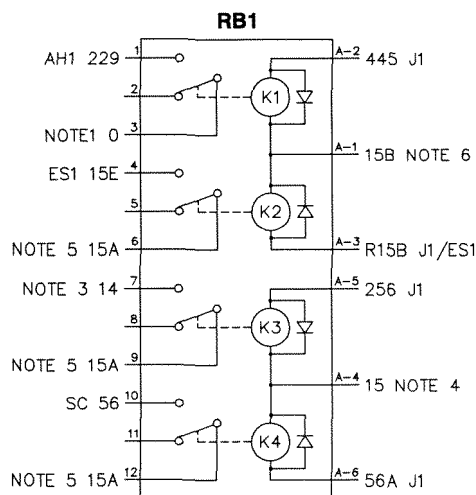 RB1
1
AH1 229
A-2
445 J1
K1
2
3
NOTE1 0
A-1
15B NOTE 6
4
ES1 15E
5
K2
6
NOTE 5 15A
A-3
R15B J1/ES1
7
NOTE 3 14
A-5
256 J1
8
K3
9
NOTE 5 15A
A-4
15 NOTE 4
10
SC 56
11
K4
12
NOTE 5 15A
A-6
56A J1